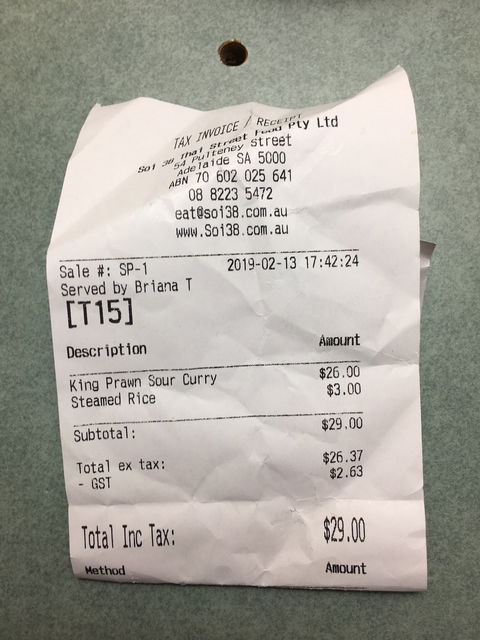 TAX INVOICE / RECEIPT
Soi 38 Thai Street Food Pty Ltd
54 Pulteney Street
Adelaide SA 5000
ABN 70 602 025 641
08 8223 5472
eat@soi38.com.au
www.Soi38.com.au
Sale #: SP-1 2019-02-13 17:42:24
Served by Briana T
[T15]
Description Amount
King Prawn Sour Curry $26.00
Steamed Rice $3.00
Subtotal: $29.00
Total ex tax: $26.37
- GST $2.63
Total Inc Tax: $29.00
Method Amount